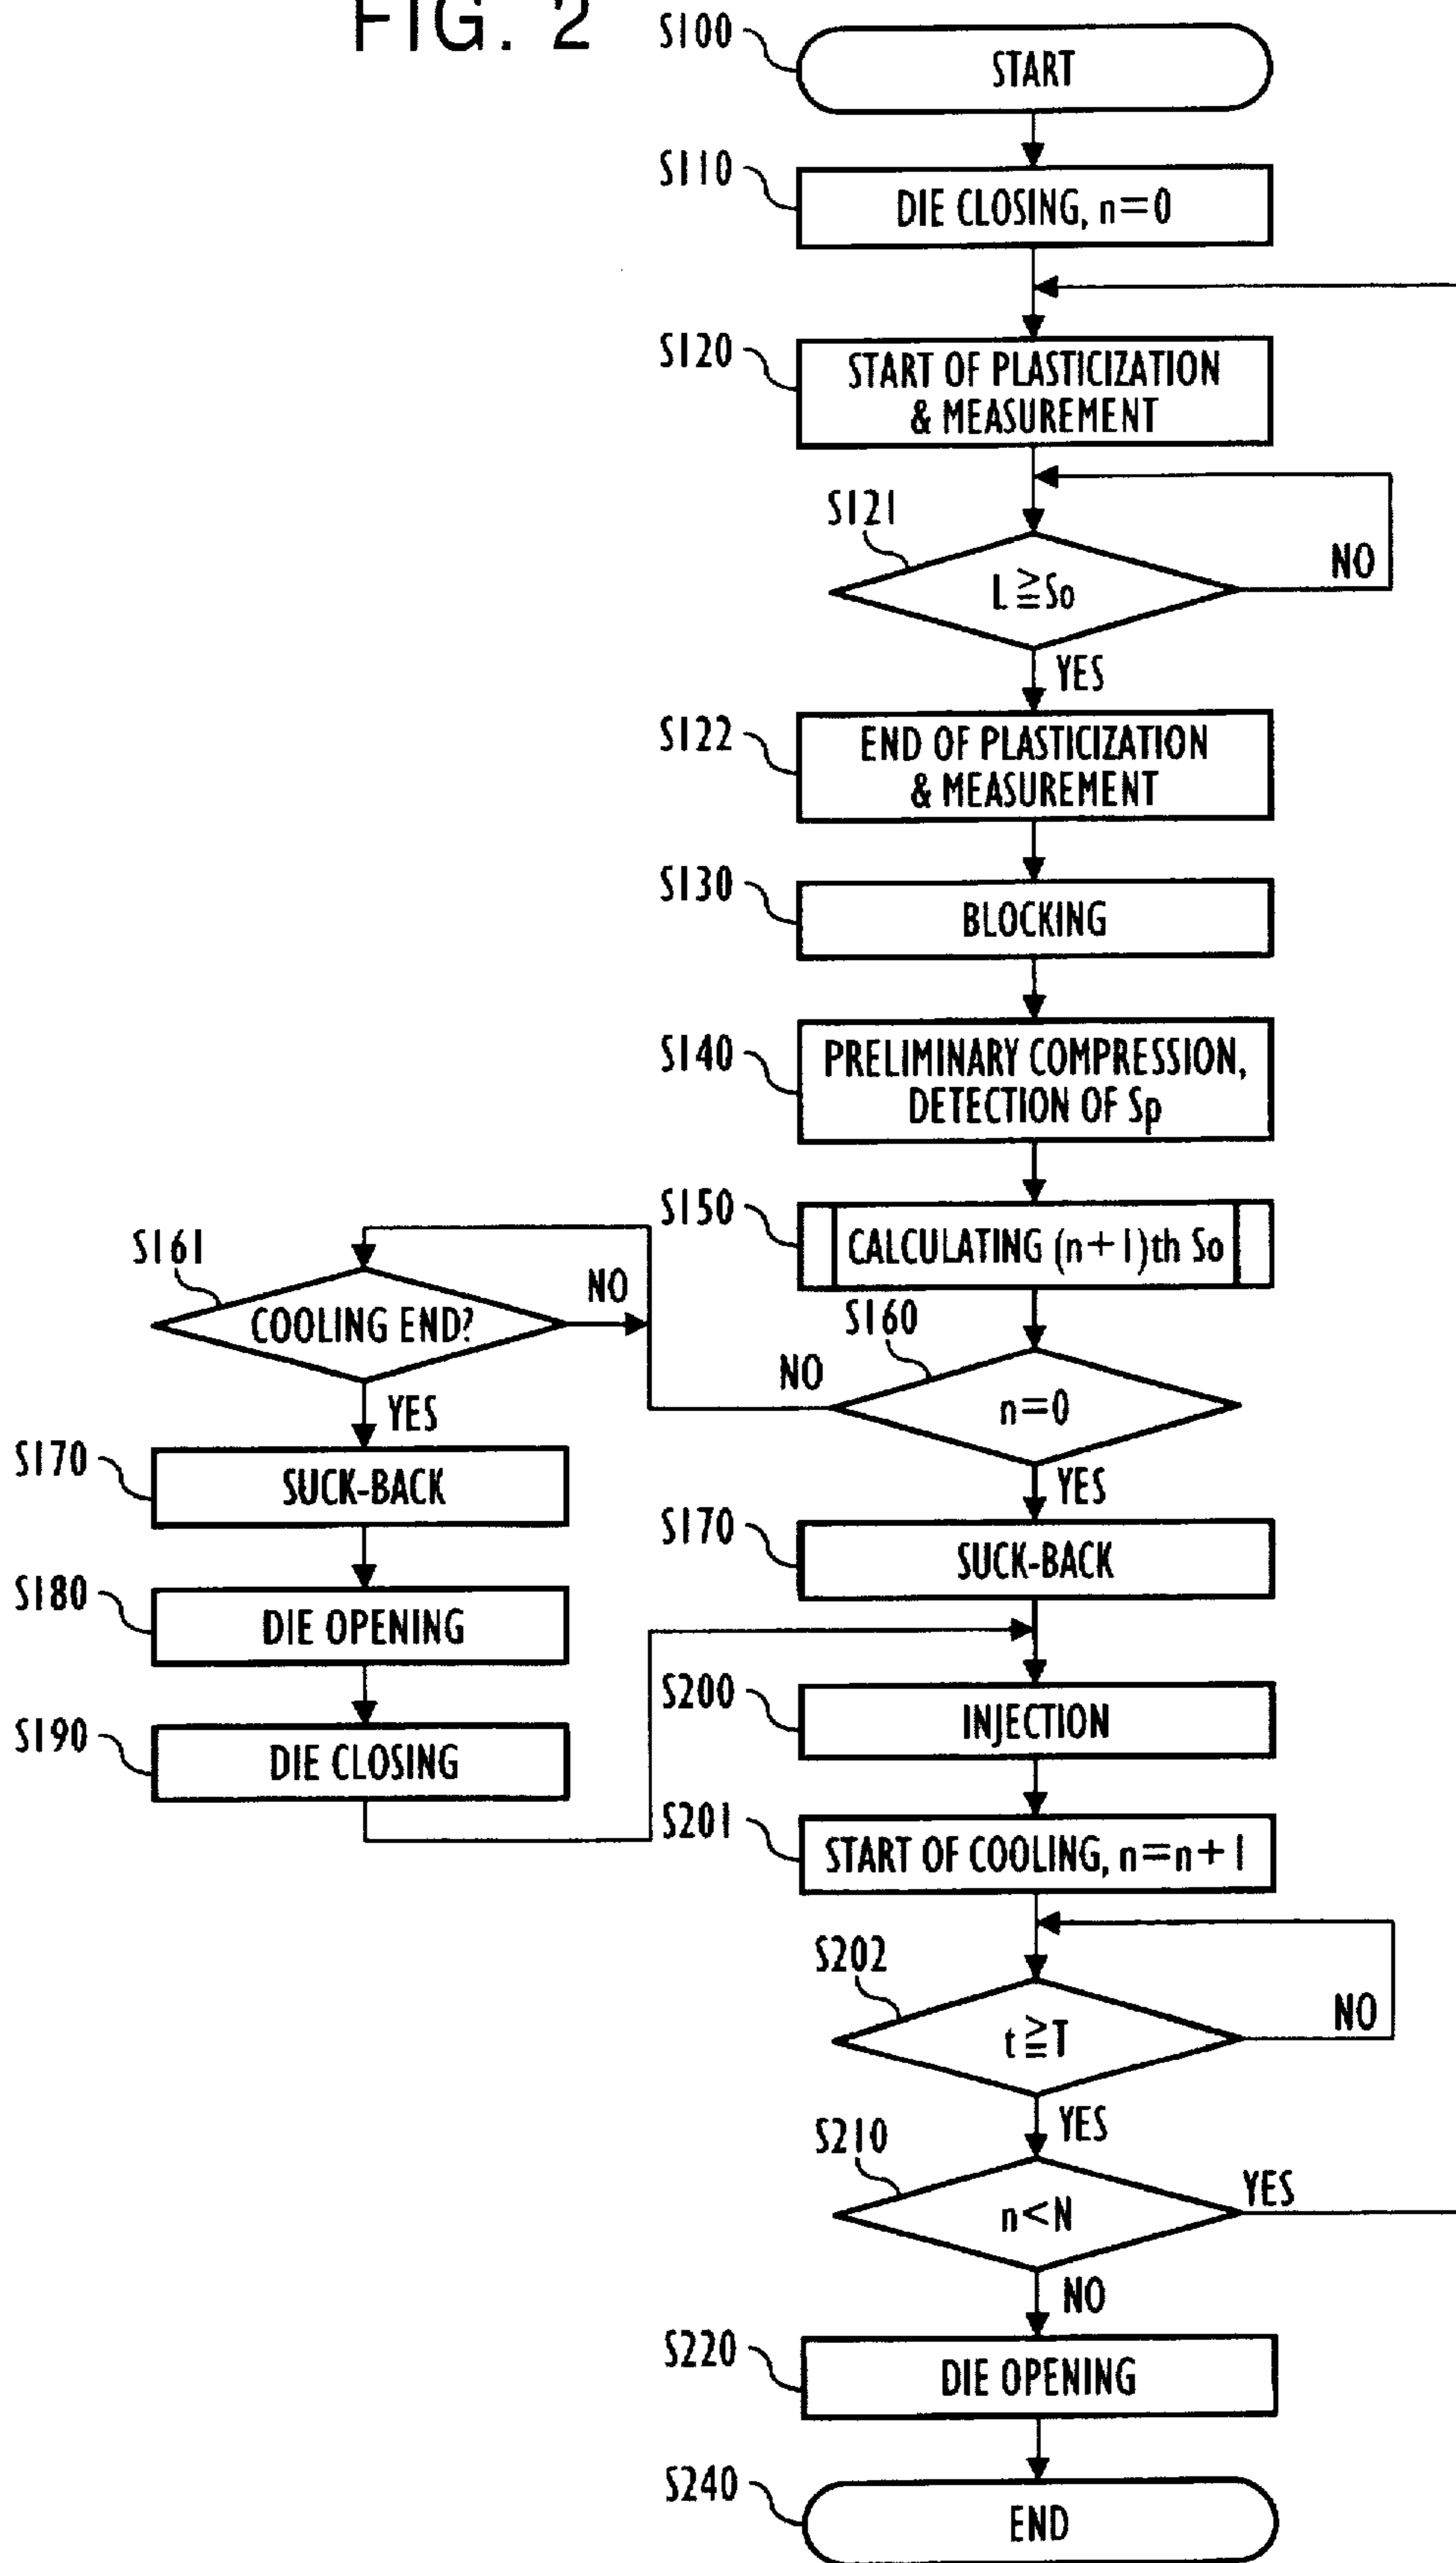 FIG. 2
S100
START
S110
DIE CLOSING, n=0
S120
START OF PLASTICIZATION
& MEASUREMENT
S121
L≧So
NO
YES
S122
END OF PLASTICIZATION
& MEASUREMENT
S130
BLOCKING
S140
PRELIMINARY COMPRESSION,
DETECTION OF Sp
S150
CALCULATING (n+1)th So
S160
n=0
NO
YES
S161
COOLING END?
NO
YES
S170
SUCK-BACK
S180
DIE OPENING
S190
DIE CLOSING
S170
SUCK-BACK
S200
INJECTION
S201
START OF COOLING, n=n+1
S202
t≧T
NO
YES
S210
n<N
YES
NO
S220
DIE OPENING
S240
END